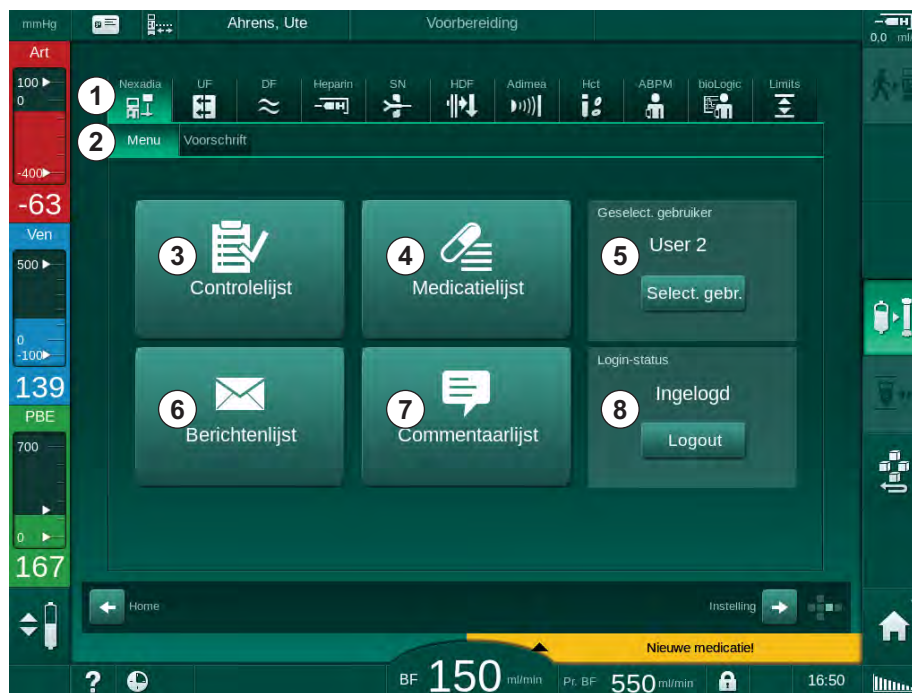 mmHg
Ahrens, Ute
Voorbereiding
0,0
Art
100
0
-400
-63
Ven
500
0
-100
139
PBE
700
0
167
1
Nexadia UF DF Heparin SN HDF Adimea Hct ABPM bioLogic Limits
2
Menu Voorschrift
3
Controlelijst
4
Medicatielijst
Geselect. gebruiker
5
User 2
Select. gebr.
6
Berichtenlijst
7
Commentaarlijst
Login-status
8
Ingelogd
Logout
Home
Instelling
Nieuwe medicatie!
?
BF 150 ml/min
Pr. BF 550 ml/min
16:50